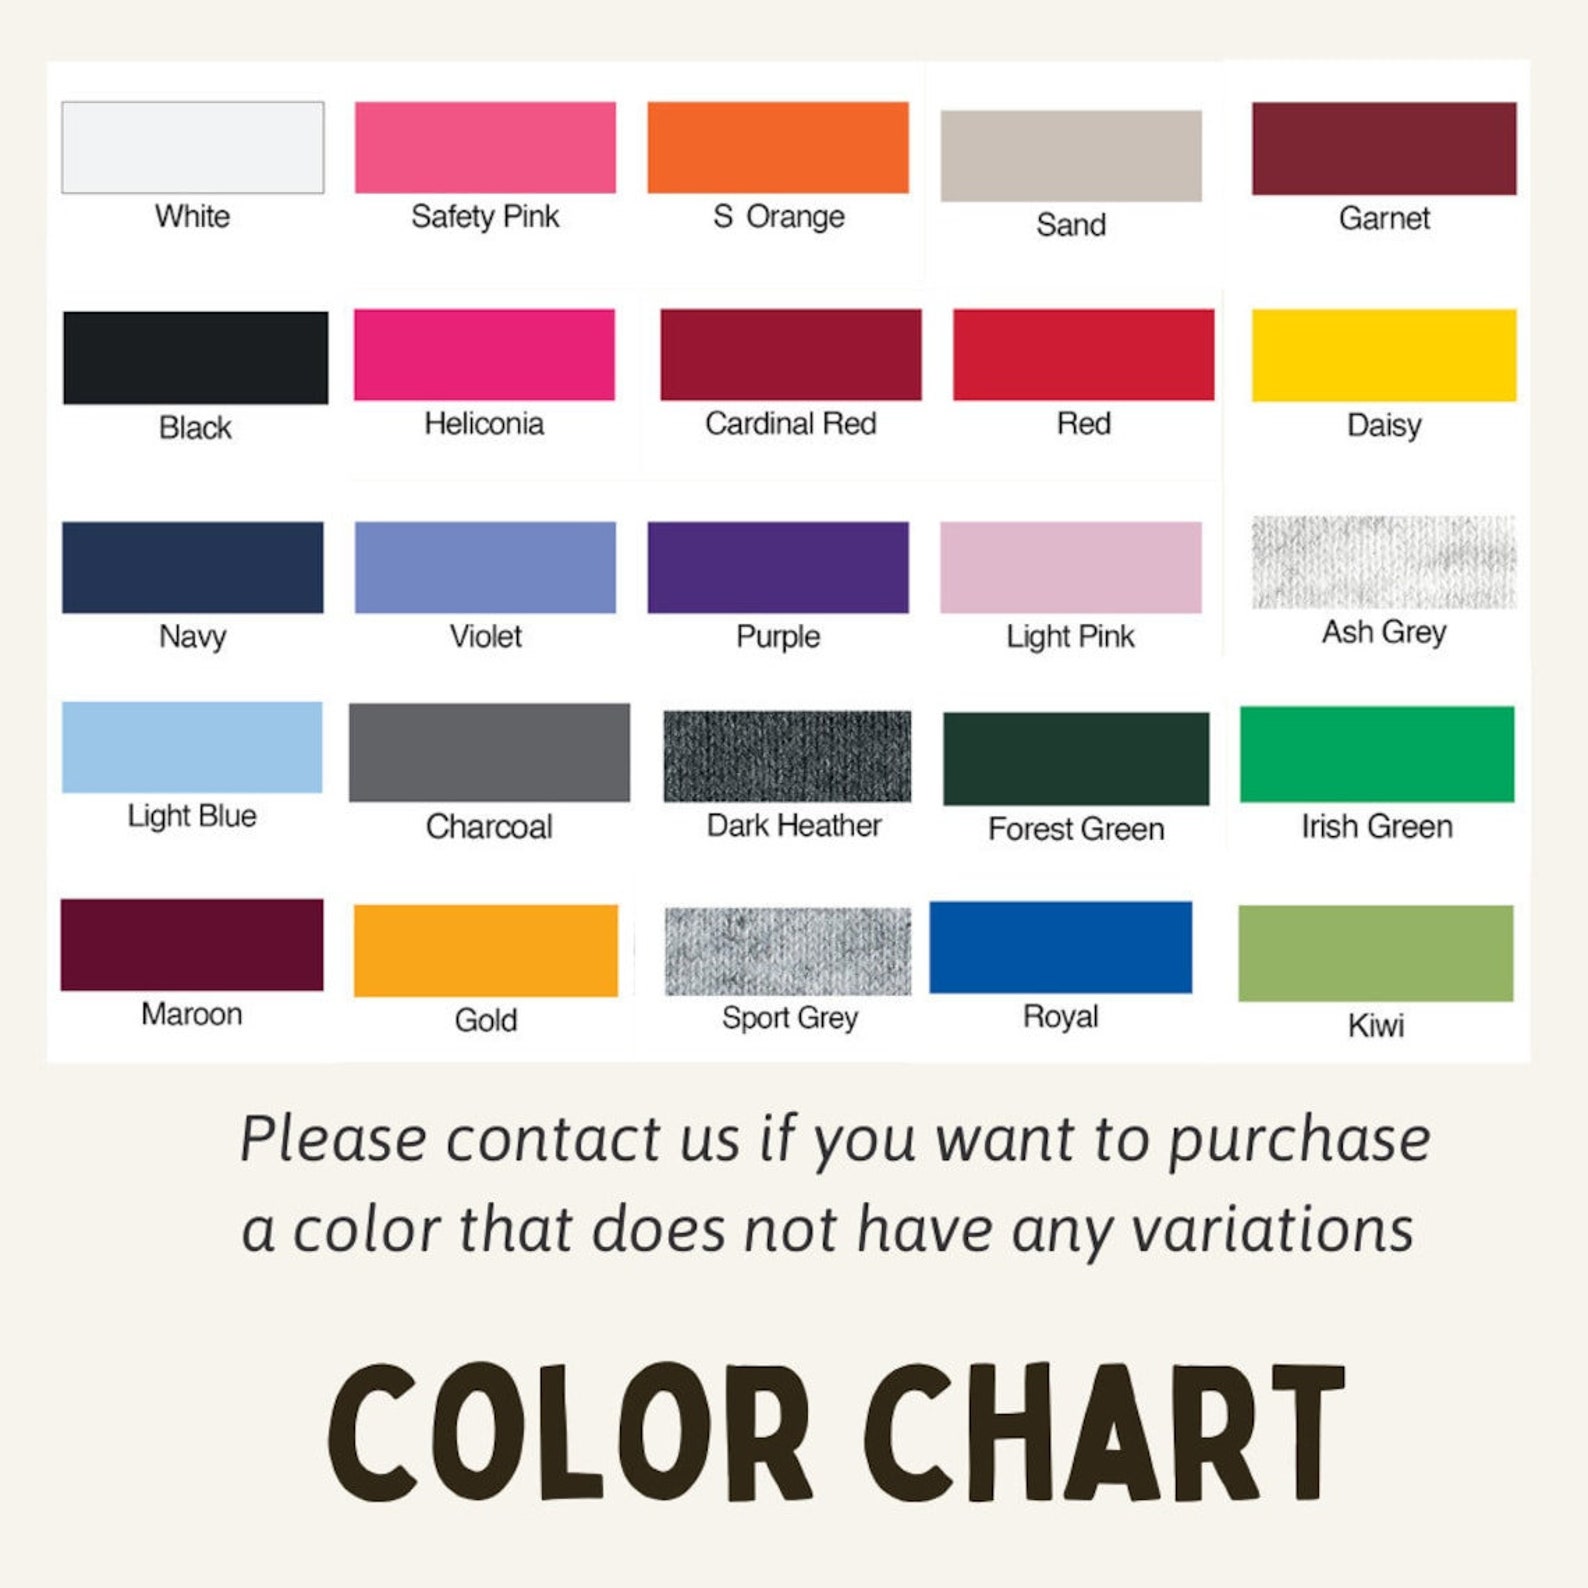 White
Safety Pink
S Orange
Sand
Garnet
Black
Heliconia
Cardinal Red
Red
Daisy
Navy
Violet
Purple
Light Pink
Ash Grey
Light Blue
Charcoal
Dark Heather
Forest Green
Irish Green
Maroon
Gold
Sport Grey
Royal
Kiwi
Please contact us if you want to purchase
a color that does not have any variations
COLOR CHART